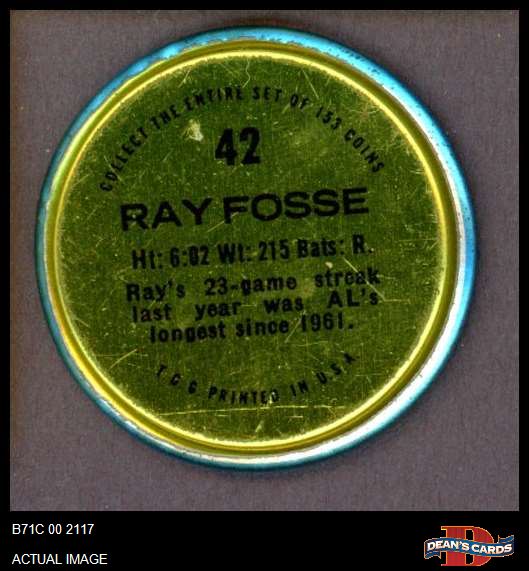 COLLECT THE ENTIRE SET OF 153 COINS
42
RAY FOSSE
Ht: 6:02 Wt: 215 Bats: R.
Ray's 23-game streak
last year was AL's
longest since 1961.
T C G PRINTED IN U.S.A.
B71C 00 2117
ACTUAL IMAGE
D
DEAN'S CARDS